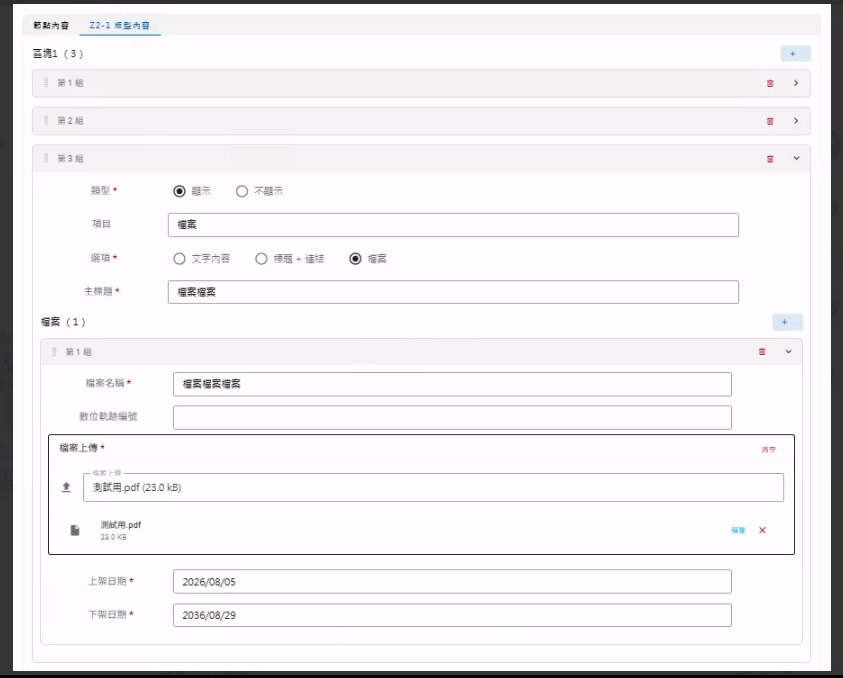 節點內容 Z2-1 版型內容
區塊1 (3) +
第 1 組
第 2 組
第 3 組
類型* 顯示 不顯示
項目 檔案
選項* 文字內容 標題 + 連結 檔案
主標題* 檔案檔案
檔案 (1) +
第 1 組
檔案名稱* 檔案檔案檔案
數位軌跡編號
檔案上傳* 清空
檔案上傳
測試用.pdf (23.0 kB)
測試用.pdf 預覽 ×
23.0 KB
上架日期* 2026/08/05
下架日期* 2036/08/29